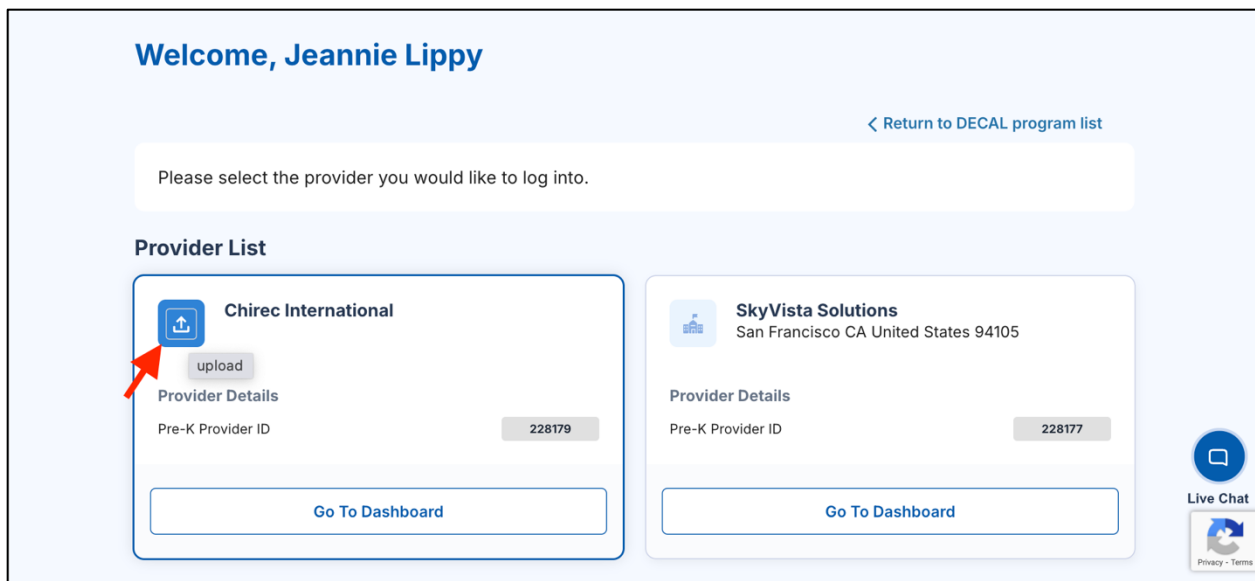 Welcome, Jeannie Lippy
Return to DECAL program list
Please select the provider you would like to log into.
Provider List
Chirec International
upload
Provider Details
Pre-K Provider ID
228179
Go To Dashboard
SkyVista Solutions
San Francisco CA United States 94105
Provider Details
Pre-K Provider ID
228177
Go To Dashboard
Live Chat
Privacy - Terms